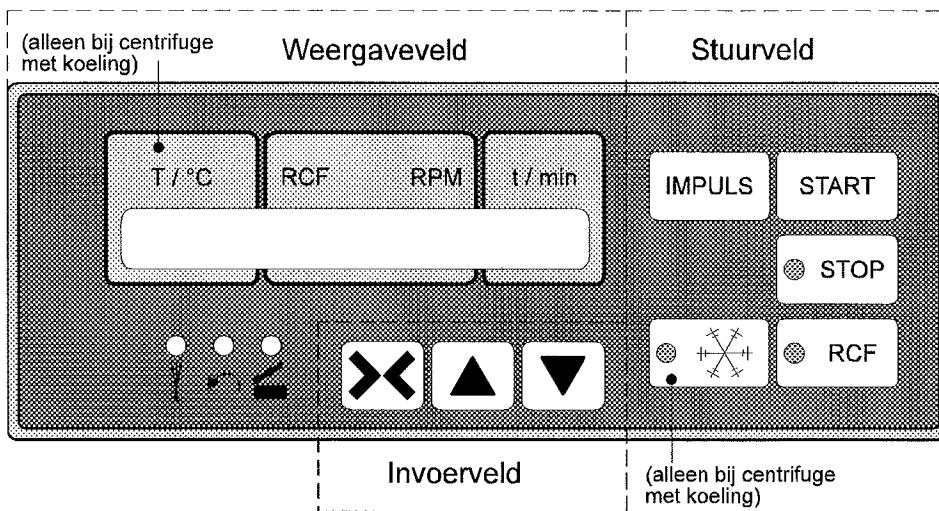 (alleen bij centrifuge
met koeling)
Weergaveveld
Stuurveld
T / °C
RCF
RPM
t / min
IMPULS
START
STOP
RCF
Invoerveld
(alleen bij centrifuge
met koeling)